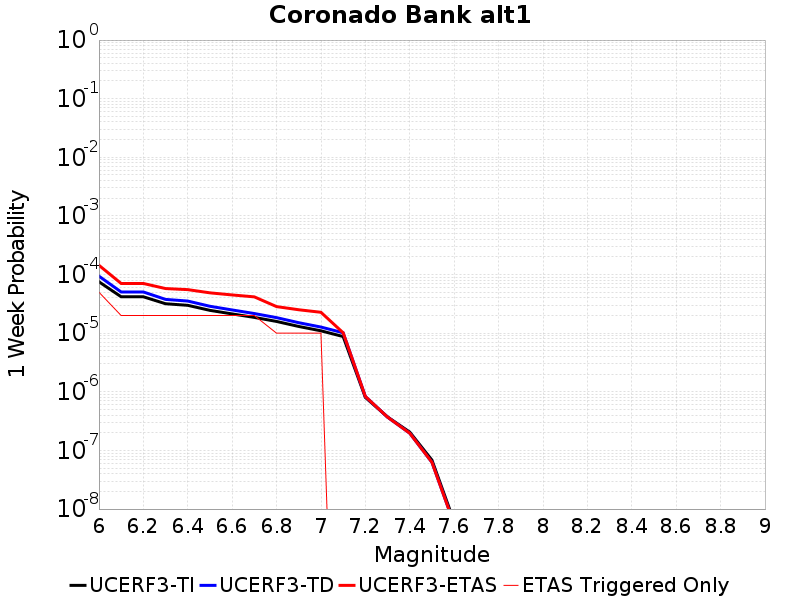 Coronado Bank alt1
1 Week Probability
10^0
10^-1
10^-2
10^-3
10^-4
10^-5
10^-6
10^-7
10^-8
6 6.2 6.4 6.6 6.8 7 7.2 7.4 7.6 7.8 8 8.2 8.4 8.6 8.8 9
Magnitude
UCERF3-TI UCERF3-TD UCERF3-ETAS ETAS Triggered Only